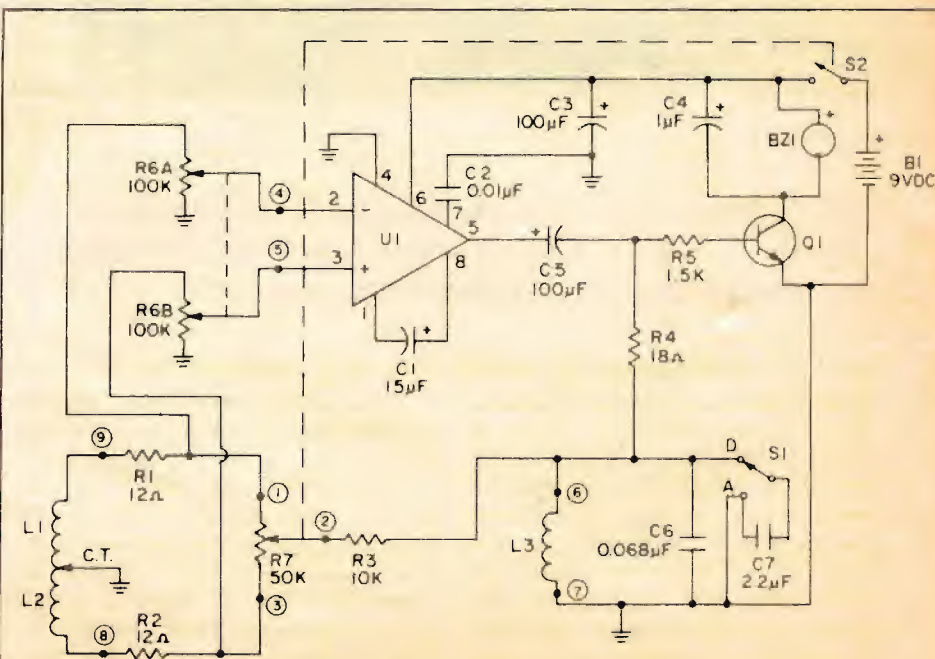 S2
C3
100µF
C4
1µF
BZ1
+
B1
9VDC
R6A
100K
C2
0.01µF
4
6
7
④
2
−
U1
5
⑤
3
+
8
1
C5
100µF
R5
1.5K
Q1
R6B
100K
C1
15µF
R4
18Ω
⑨
R1
12Ω
①
D
S1
⑥
A
L1
C.T.
②
L3
C6
0.068µF
C7
2.2µF
R7
50K
R3
10K
L2
③
⑦
⑧
R2
12Ω